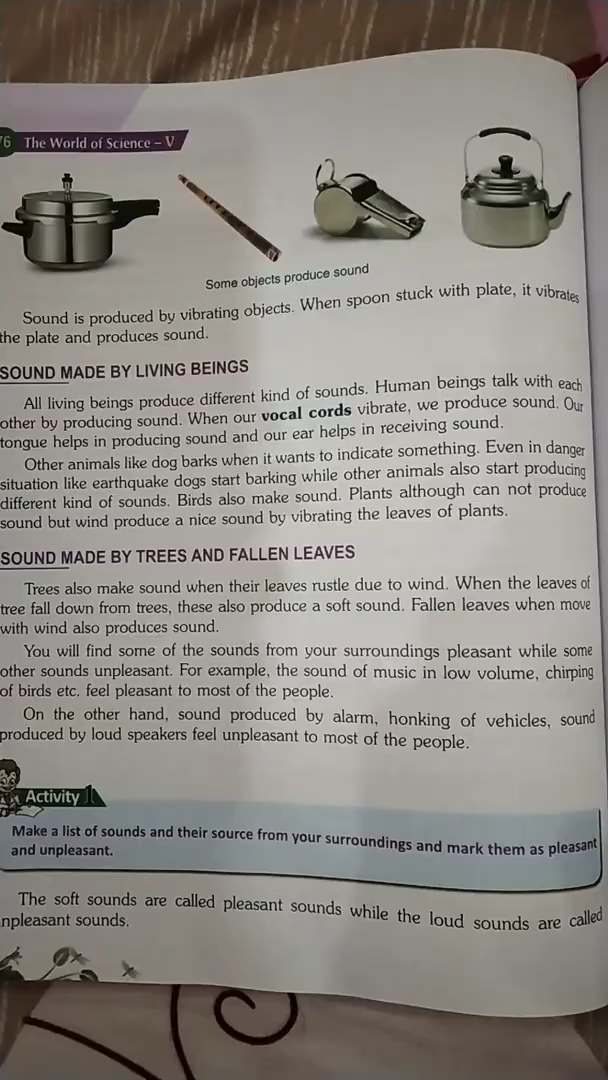 76 The World of Science – V
Some objects produce sound
Sound is produced by vibrating objects. When spoon stuck with plate, it vibrates
the plate and produces sound.
SOUND MADE BY LIVING BEINGS
All living beings produce different kind of sounds. Human beings talk with each
other by producing sound. When our vocal cords vibrate, we produce sound. Our
tongue helps in producing sound and our ear helps in receiving sound.
Other animals like dog barks when it wants to indicate something. Even in danger
situation like earthquake dogs start barking while other animals also start producing
different kind of sounds. Birds also make sound. Plants although can not produce
sound but wind produce a nice sound by vibrating the leaves of plants.
SOUND MADE BY TREES AND FALLEN LEAVES
Trees also make sound when their leaves rustle due to wind. When the leaves of
tree fall down from trees, these also produce a soft sound. Fallen leaves when move
with wind also produces sound.
You will find some of the sounds from your surroundings pleasant while some
other sounds unpleasant. For example, the sound of music in low volume, chirping
of birds etc. feel pleasant to most of the people.
On the other hand, sound produced by alarm, honking of vehicles, sound
produced by loud speakers feel unpleasant to most of the people.
Activity 1
Make a list of sounds and their source from your surroundings and mark them as pleasant
and unpleasant.
The soft sounds are called pleasant sounds while the loud sounds are called
npleasant sounds.